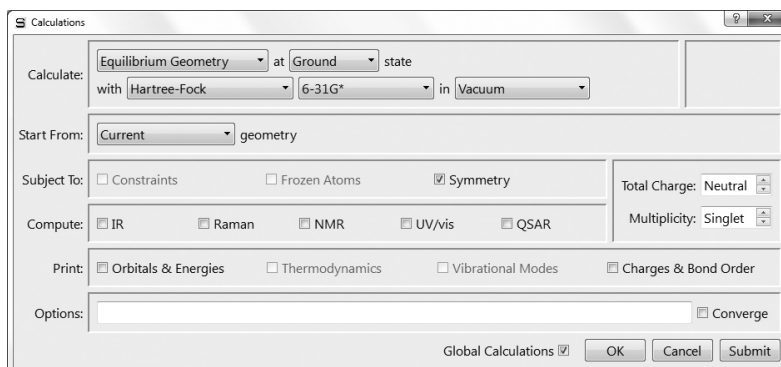 Calculations
Calculate: Equilibrium Geometry at Ground state
with Hartree-Fock 6-31G* in Vacuum
Start From: Current geometry
Subject To: Constraints Frozen Atoms Symmetry
Total Charge: Neutral
Multiplicity: Singlet
Compute: IR Raman NMR UV/vis QSAR
Print: Orbitals & Energies Thermodynamics Vibrational Modes Charges & Bond Order
Options: Converge
Global Calculations OK Cancel Submit